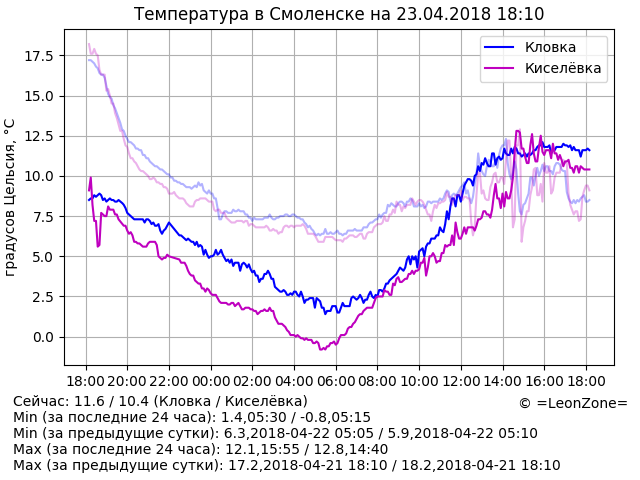 Температура в Смоленске на 23.04.2018 18:10
Кловка
Киселёвка
градусов Цельсия, °C
17.5
15.0
12.5
10.0
7.5
5.0
2.5
0.0
18:00 20:00 22:00 00:00 02:00 04:00 06:00 08:00 10:00 12:00 14:00 16:00 18:00
Сейчас: 11.6 / 10.4 (Кловка / Киселёвка)
© =LeonZone=
Min (за последние 24 часа): 1.4,05:30 / -0.8,05:15
Min (за предыдущие сутки): 6.3,2018-04-22 05:05 / 5.9,2018-04-22 05:10
Max (за последние 24 часа): 12.1,15:55 / 12.8,14:40
Max (за предыдущие сутки): 17.2,2018-04-21 18:10 / 18.2,2018-04-21 18:10